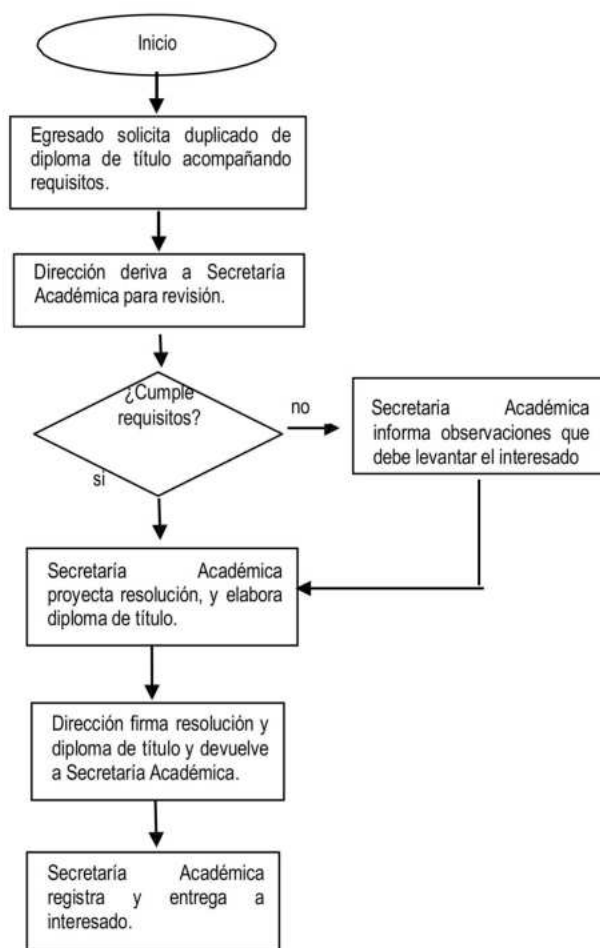 Inicio
Egresado solicita duplicado de
diploma de título acompañando
requisitos.
Dirección deriva a Secretaría
Académica para revisión.
¿Cumple
requisitos?
no
si
Secretaria Académica
informa observaciones que
debe levantar el interesado
Secretaría Académica
proyecta resolución, y elabora
diploma de título.
Dirección firma resolución y
diploma de título y devuelve
a Secretaría Académica.
Secretaría Académica
registra y entrega a
interesado.